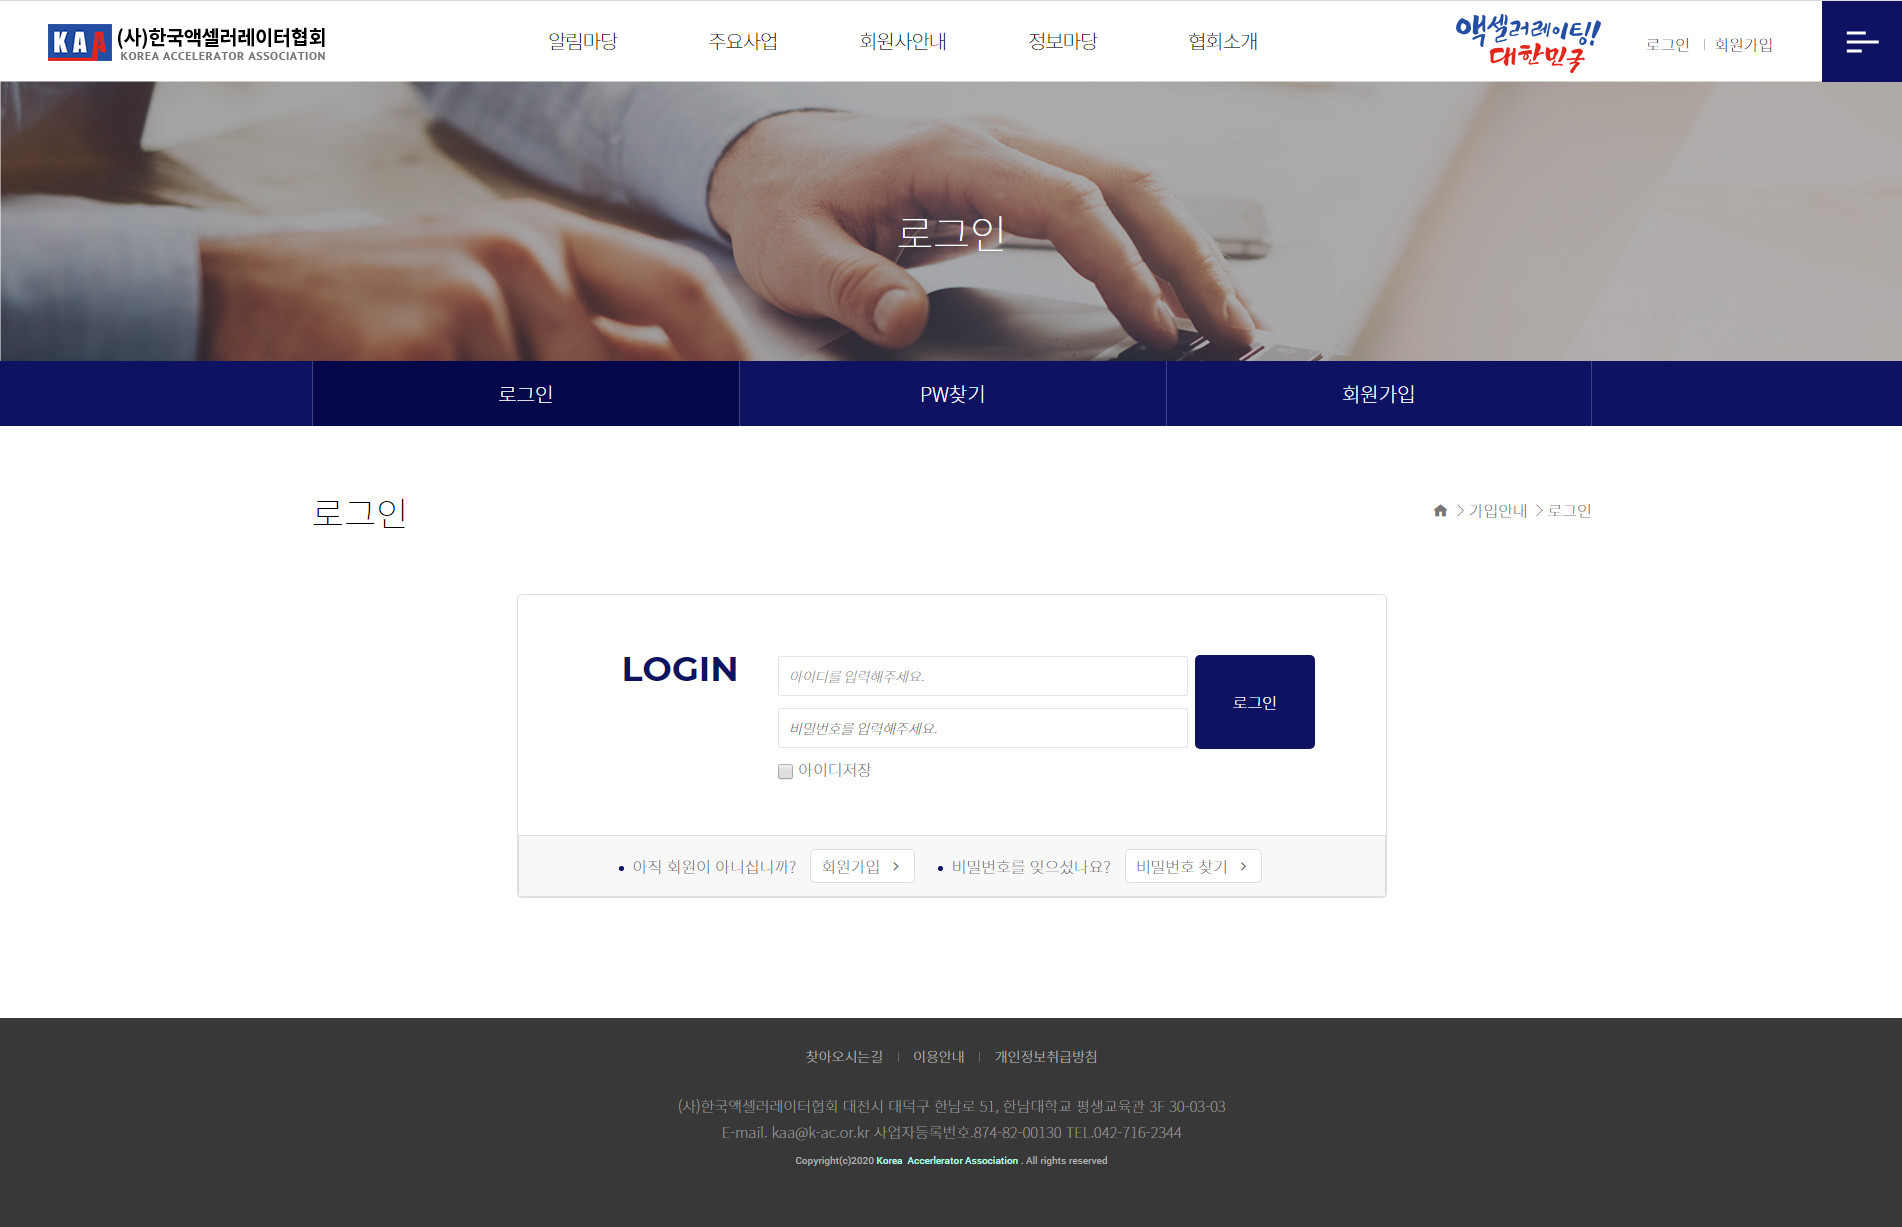 KAA (사)한국액셀러레이터협회
KOREA ACCELERATOR ASSOCIATION
알림마당 주요사업 회원사안내 정보마당 협회소개
액셀러레이팅!
대한민국
로그인 회원가입
로그인
로그인 PW찾기 회원가입
로그인
가입안내 로그인
LOGIN
아이디를 입력해주세요.
비밀번호를 입력해주세요.
로그인
아이디저장
아직 회원이 아니십니까? 회원가입 비밀번호를 잊으셨나요? 비밀번호 찾기
찾아오시는길 이용안내 개인정보취급방침
(사)한국액셀러레이터협회 대전시 대덕구 한남로 51, 한남대학교 평생교육관 3F 30-03-03
E-mail. kaa@k-ac.or.kr 사업자등록번호.874-82-00130 TEL.042-716-2344
Copyright(c)2020 Korea Accerlerator Association . All rights reserved